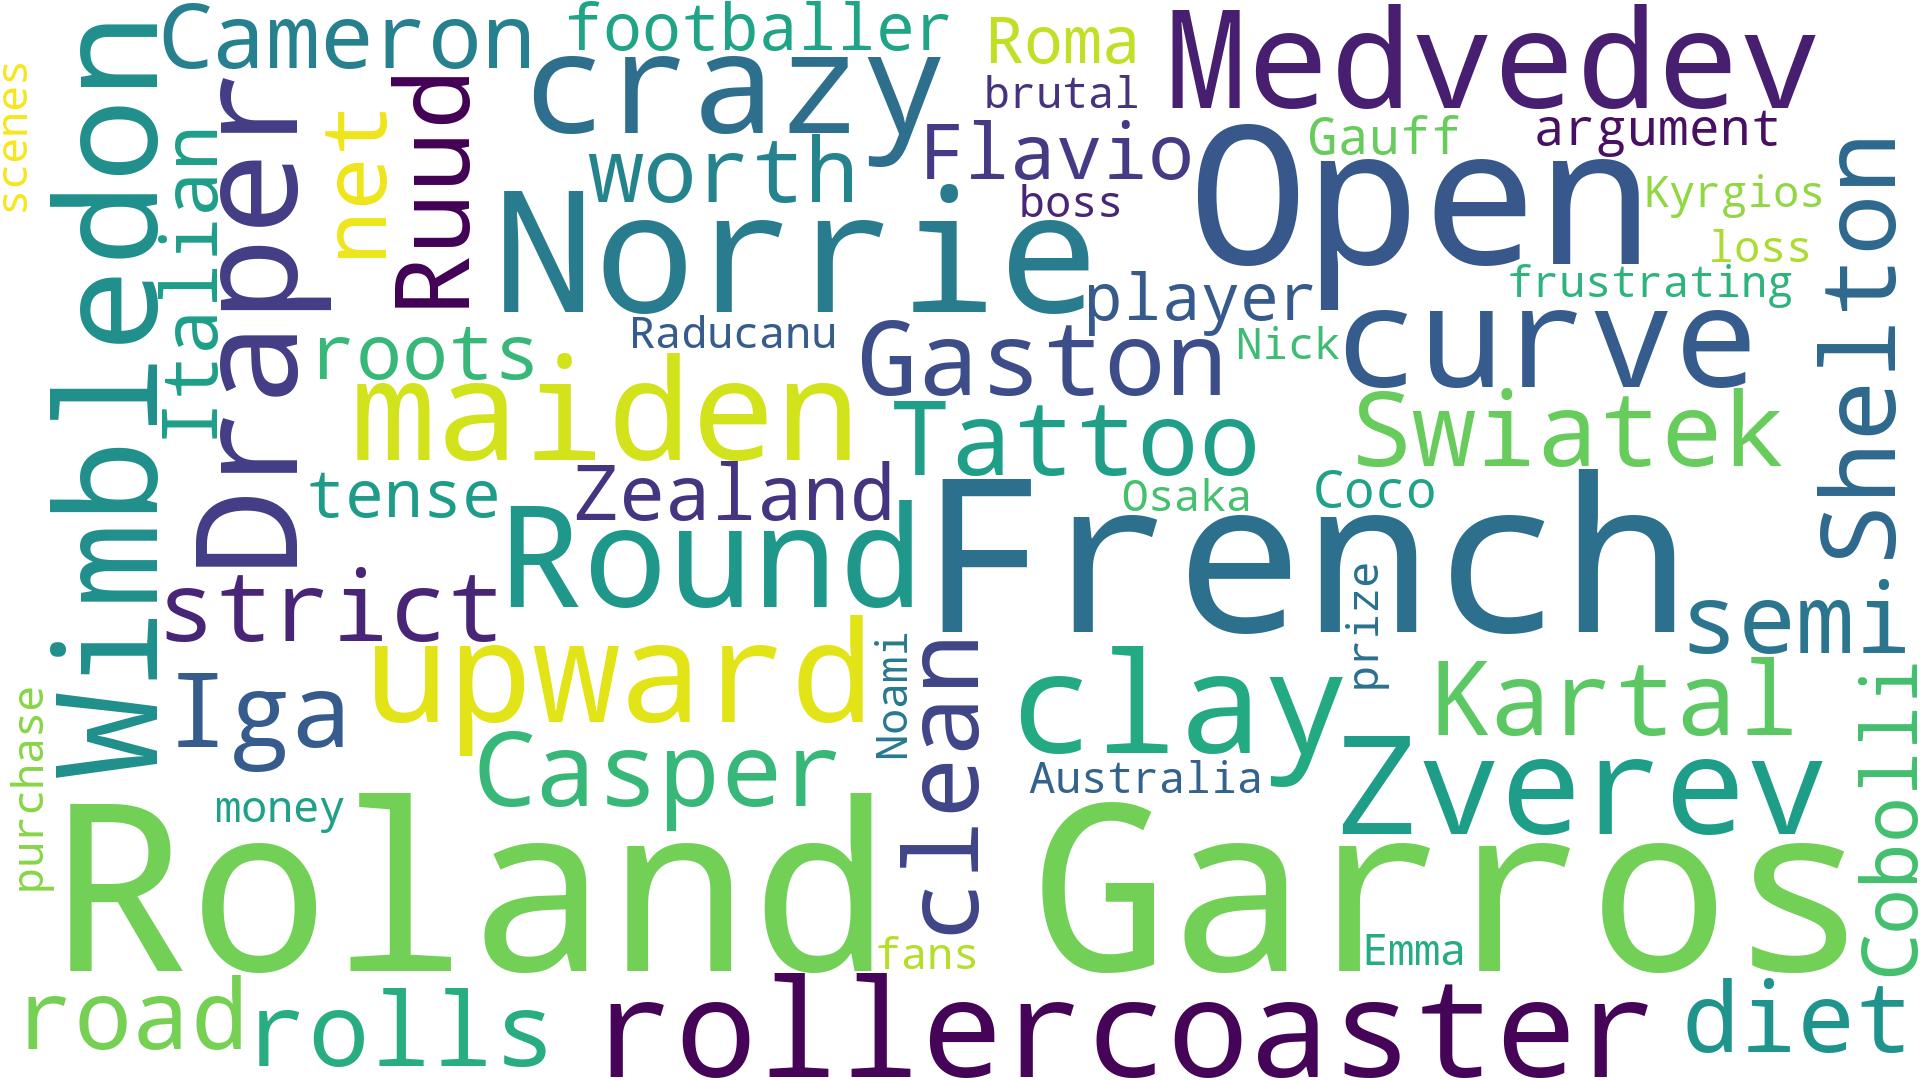 Cameron
footballer
Roma
Medvedev
scenes
Wimbledon
Italian
Draper
net
Ruud
crazy
brutal
worth
Flavio
Gauff
argument
Open
boss
Kyrgios
Norrie
loss
Shelton
player
frustrating
roots
Raducanu
Gaston
Nick
curve
maiden
Tattoo
Swiatek
tense
Zealand
Osaka
Coco
Round
French
strict
prize
semi
upward
Noami
clean
clay
Kartal
Iga
purchase
Casper
Australia
Zverev
Cobolli
money
Roland
Garros
fans
Emma
road
rolls
rollercoaster
diet